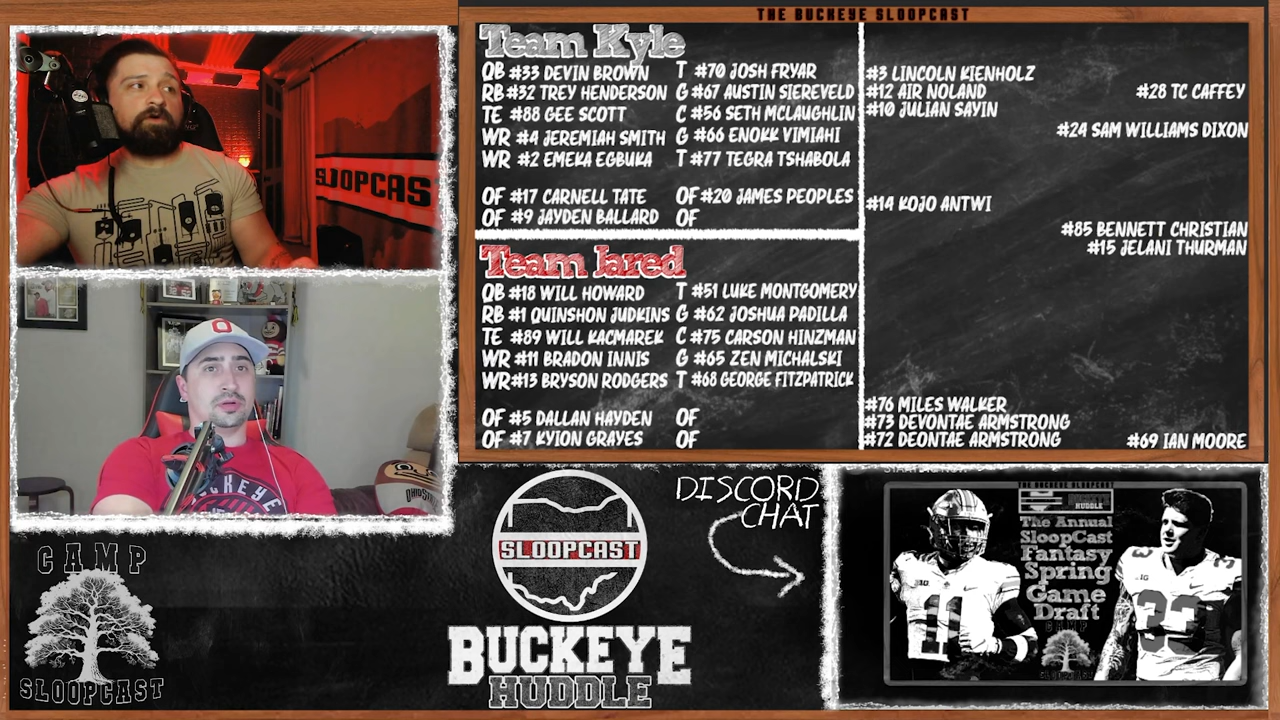 THE BUCKEYE SLOOPCAST
SLOOPCAS
Team Kyle
QB #33 DEVIN BROWN
RB #32 TREY HENDERSON
TE #88 GEE SCOTT
WR #4 JEREMIAH SMITH
WR #2 EMEKA EGBUKA
OF #17 CARNELL TATE
OF #9 JAYDEN BALLARD
T #70 JOSH FRYAR
G #67 AUSTIN SIEREVELD
C #56 SETH MCLAUGHLIN
G #66 ENOKK VIMIAHI
T #77 TEGRA TSHABOLA
OF #20 JAMES PEOPLES
OF
Team Jared
QB #18 WILL HOWARD
RB #1 QUINSHON JUDKINS
TE #89 WILL KACMAREK
WR #11 BRADON INNIS
WR #13 BRYSON RODGERS
OF #5 DALLAN HAYDEN
OF #7 KYION GRAYES
T #51 LUKE MONTGOMERY
G #62 JOSHUA PADILLA
C #75 CARSON HINZMAN
G #65 ZEN MICHALSKI
T #68 GEORGE FITZPATRICK
OF
OF
#3 LINCOLN KIENHOLZ
#12 AIR NOLAND
#10 JULIAN SAYIN
#28 TC CAFFEY
#24 SAM WILLIAMS DIXON
#14 KOJO ANTWI
#85 BENNETT CHRISTIAN
#15 JELANI THURMAN
#76 MILES WALKER
#73 DEVONTAE ARMSTRONG
#72 DEONTAE ARMSTRONG
#69 IAN MOORE
CAMP
SLOOPCAST
SLOOPCAST
BUCKEYE
HUDDLE
DISCORD
CHAT
THE BUCKEYE SLOOPCAST
BUCKEYE
HUDDLE
The Annual
SloopCast
Fantasy
Spring
Game
Draft
CAMP
11
33